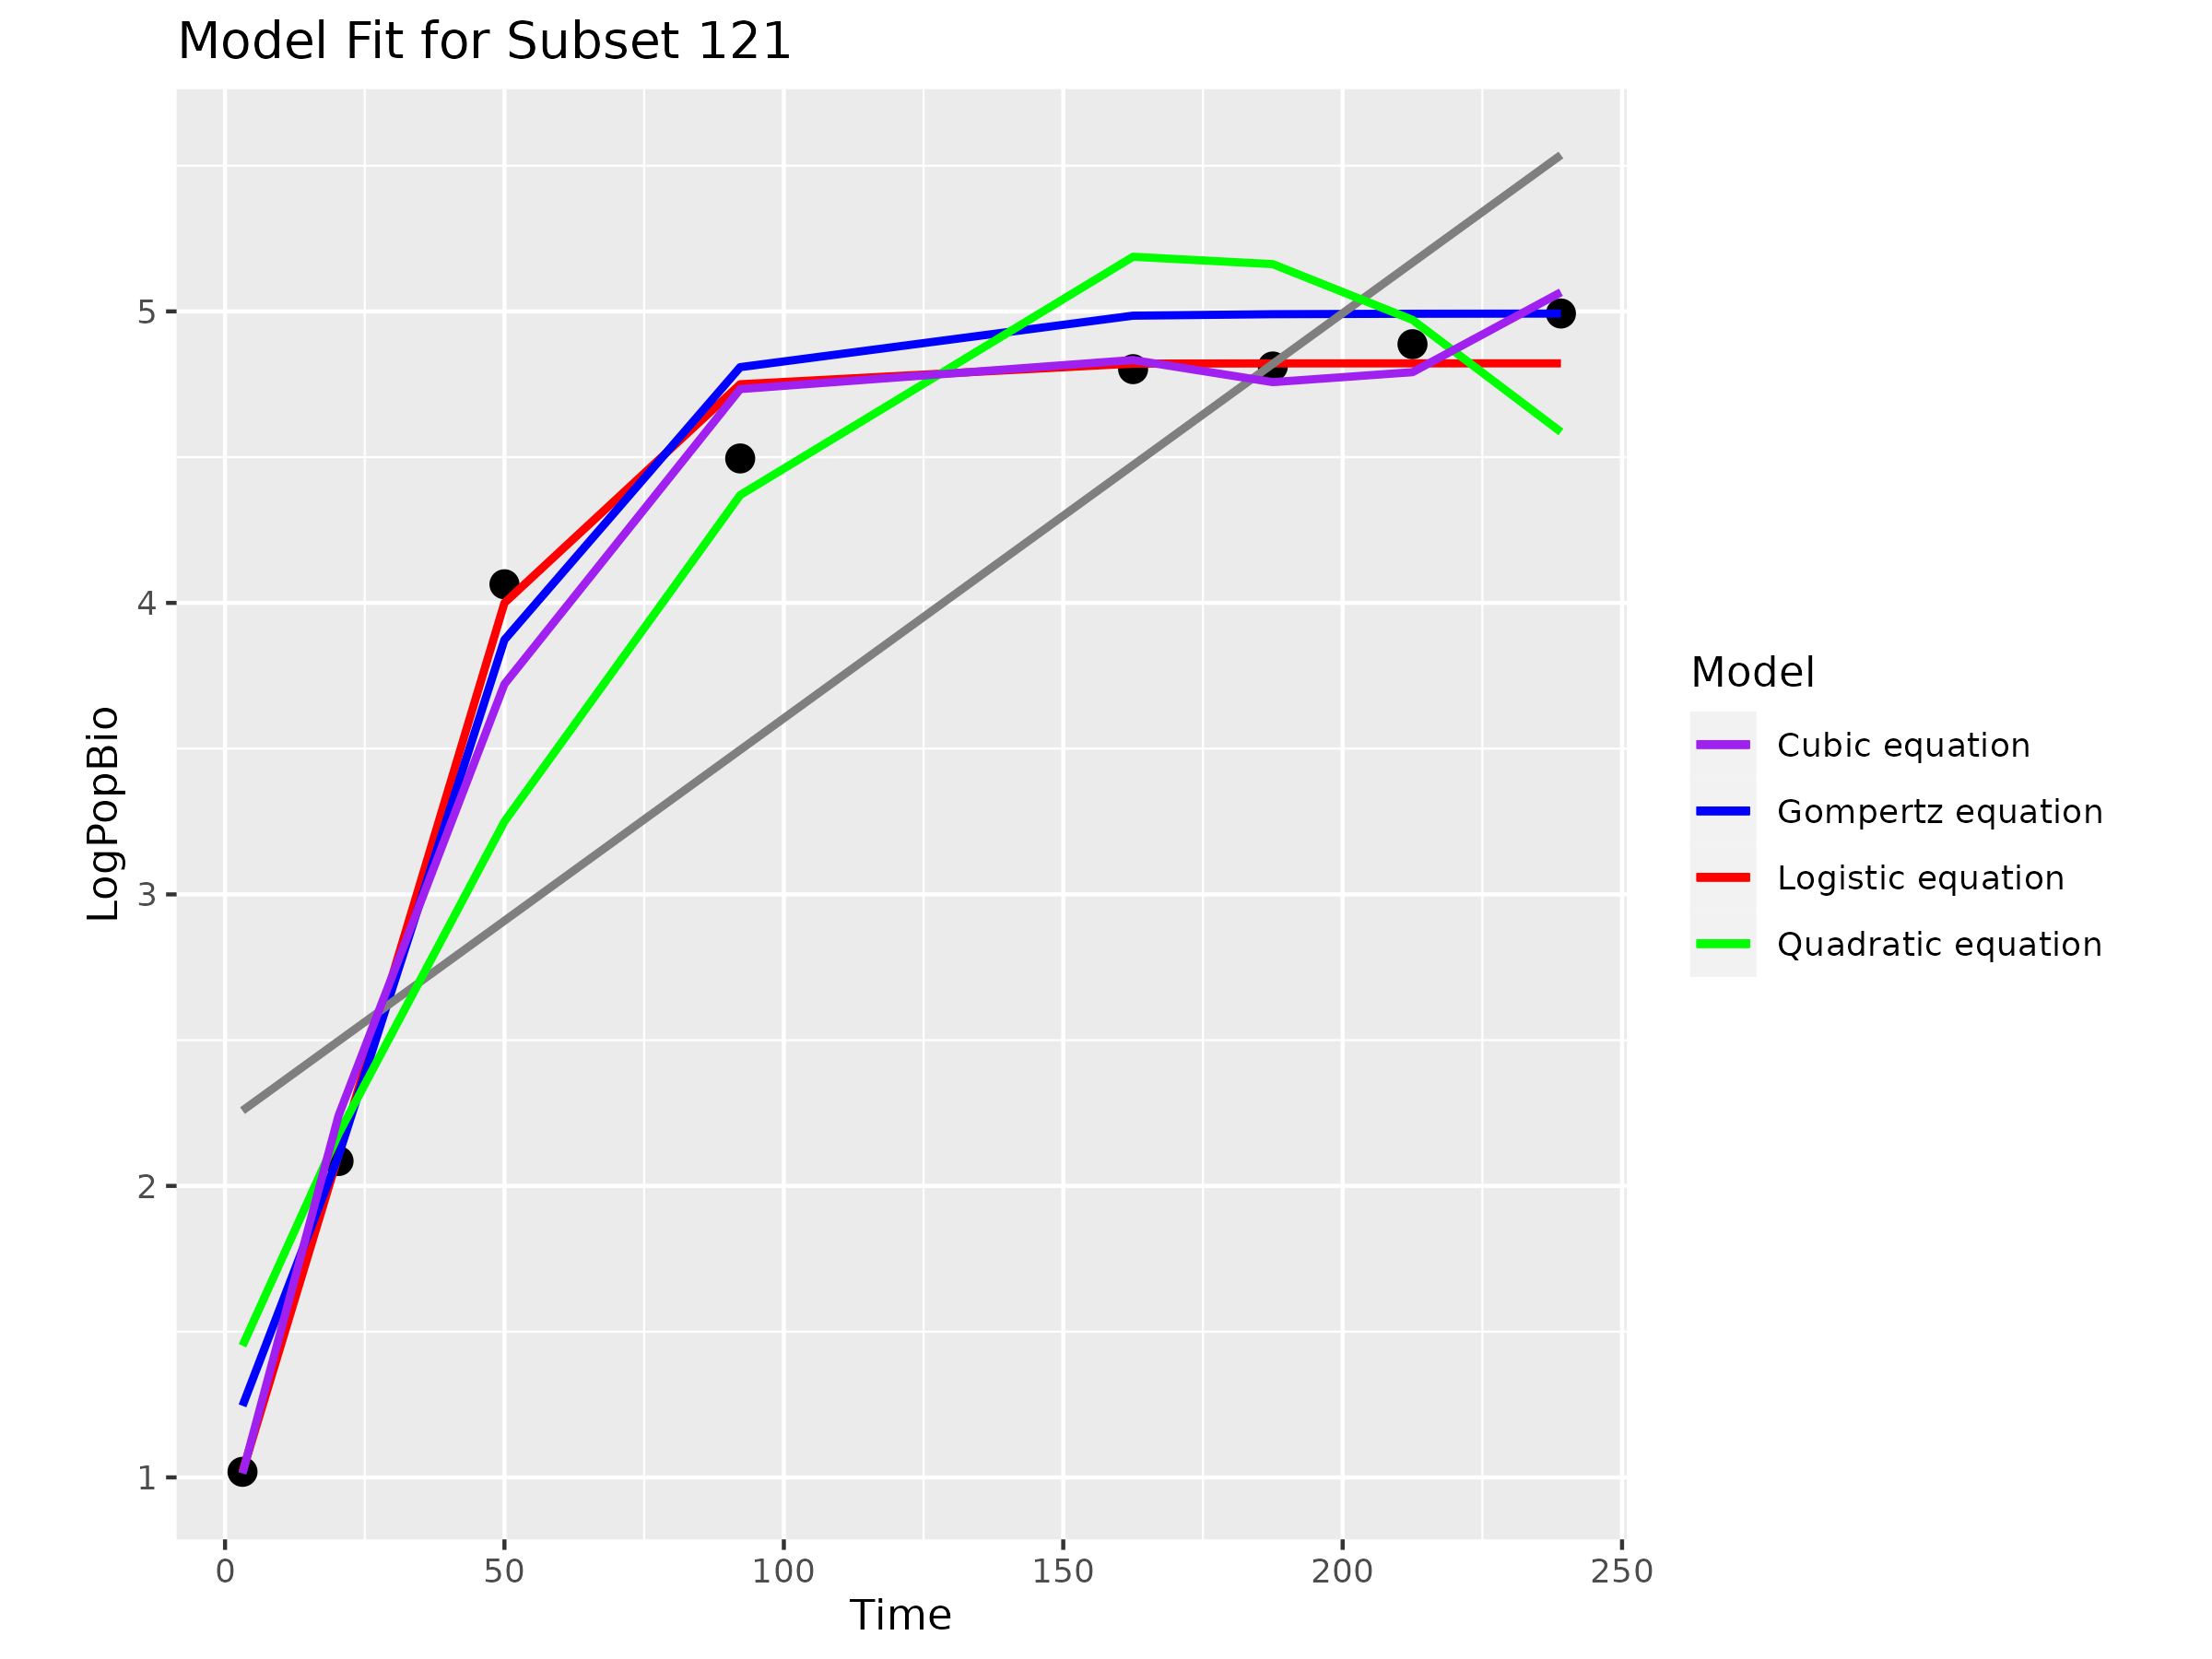 Model Fit for Subset 121
LogPopBio
5
4
3
2
1
0 50 100 150 200 250
Time
Model
Cubic equation
Gompertz equation
Logistic equation
Quadratic equation